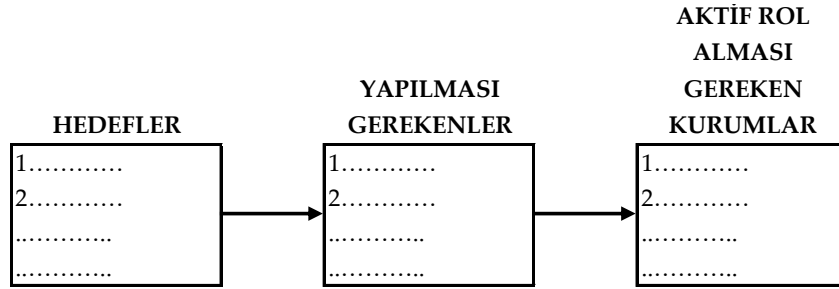 HEDEFLER
1…………
2…………
..………..
..………..
YAPILMASI
GEREKENLER
1…………
2…………
..………..
..………..
AKTİF ROL
ALMASI
GEREKEN
KURUMLAR
1…………
2…………
..………..
..………..